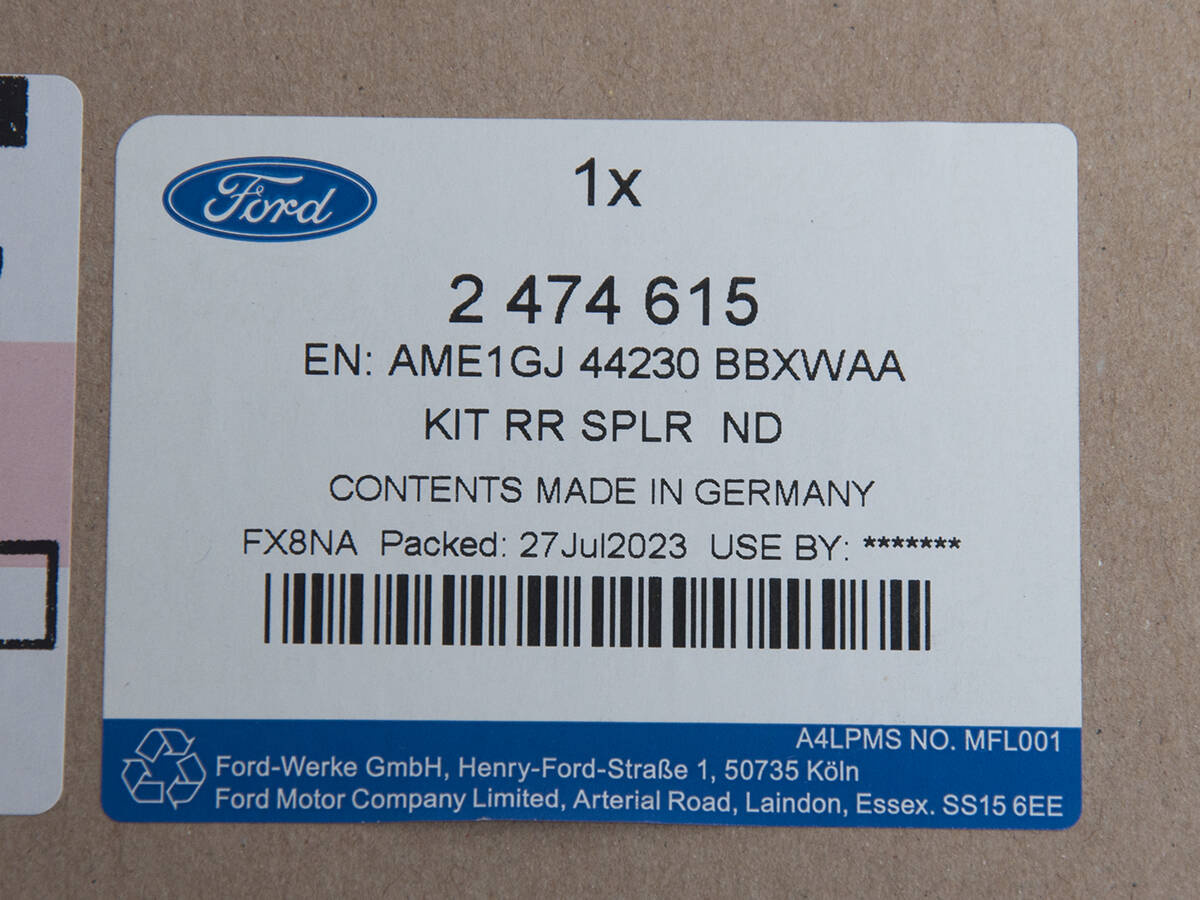 Ford
1x
2 474 615
EN: AME1GJ 44230 BBXWAA
KIT RR SPLR ND
CONTENTS MADE IN GERMANY
FX8NA Packed: 27Jul2023 USE BY: *******
A4LPMS NO. MFL001
Ford-Werke GmbH, Henry-Ford-Straße 1, 50735 Köln
Ford Motor Company Limited, Arterial Road, Laindon, Essex. SS15 6EE